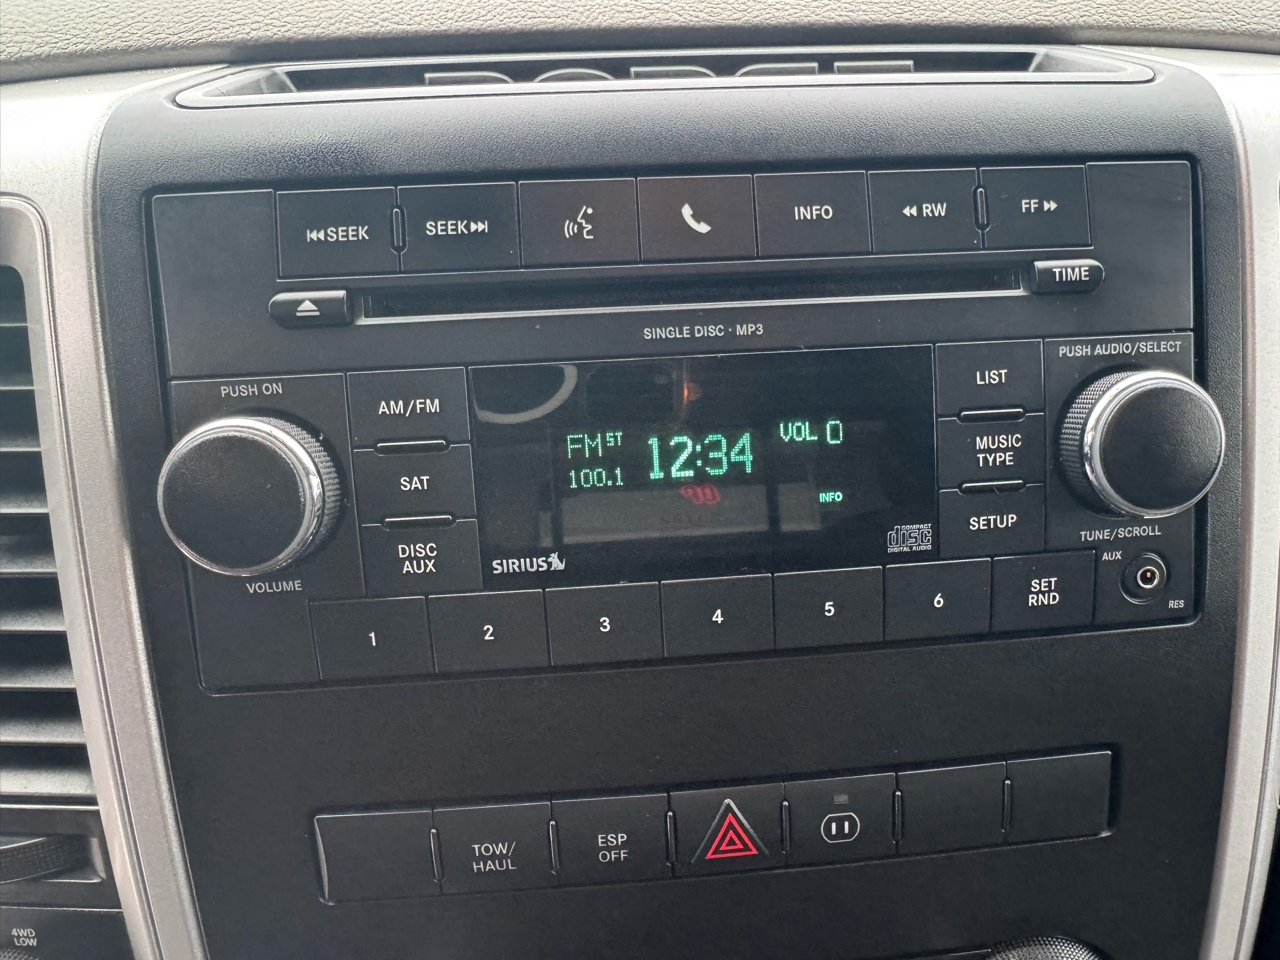 SEEK
SEEK
INFO
RW
FF
TIME
SINGLE DISC · MP3
PUSH ON
VOLUME
AM/FM
SAT
DISC
AUX
FM ST
100.1
12:34
VOL 0
INFO
SIRIUS
COMPACT
disc
DIGITAL AUDIO
LIST
MUSIC
TYPE
SETUP
PUSH AUDIO/SELECT
TUNE/SCROLL
AUX
RES
1
2
3
4
5
6
SET
RND
TOW/
HAUL
ESP
OFF
4WD
LOW